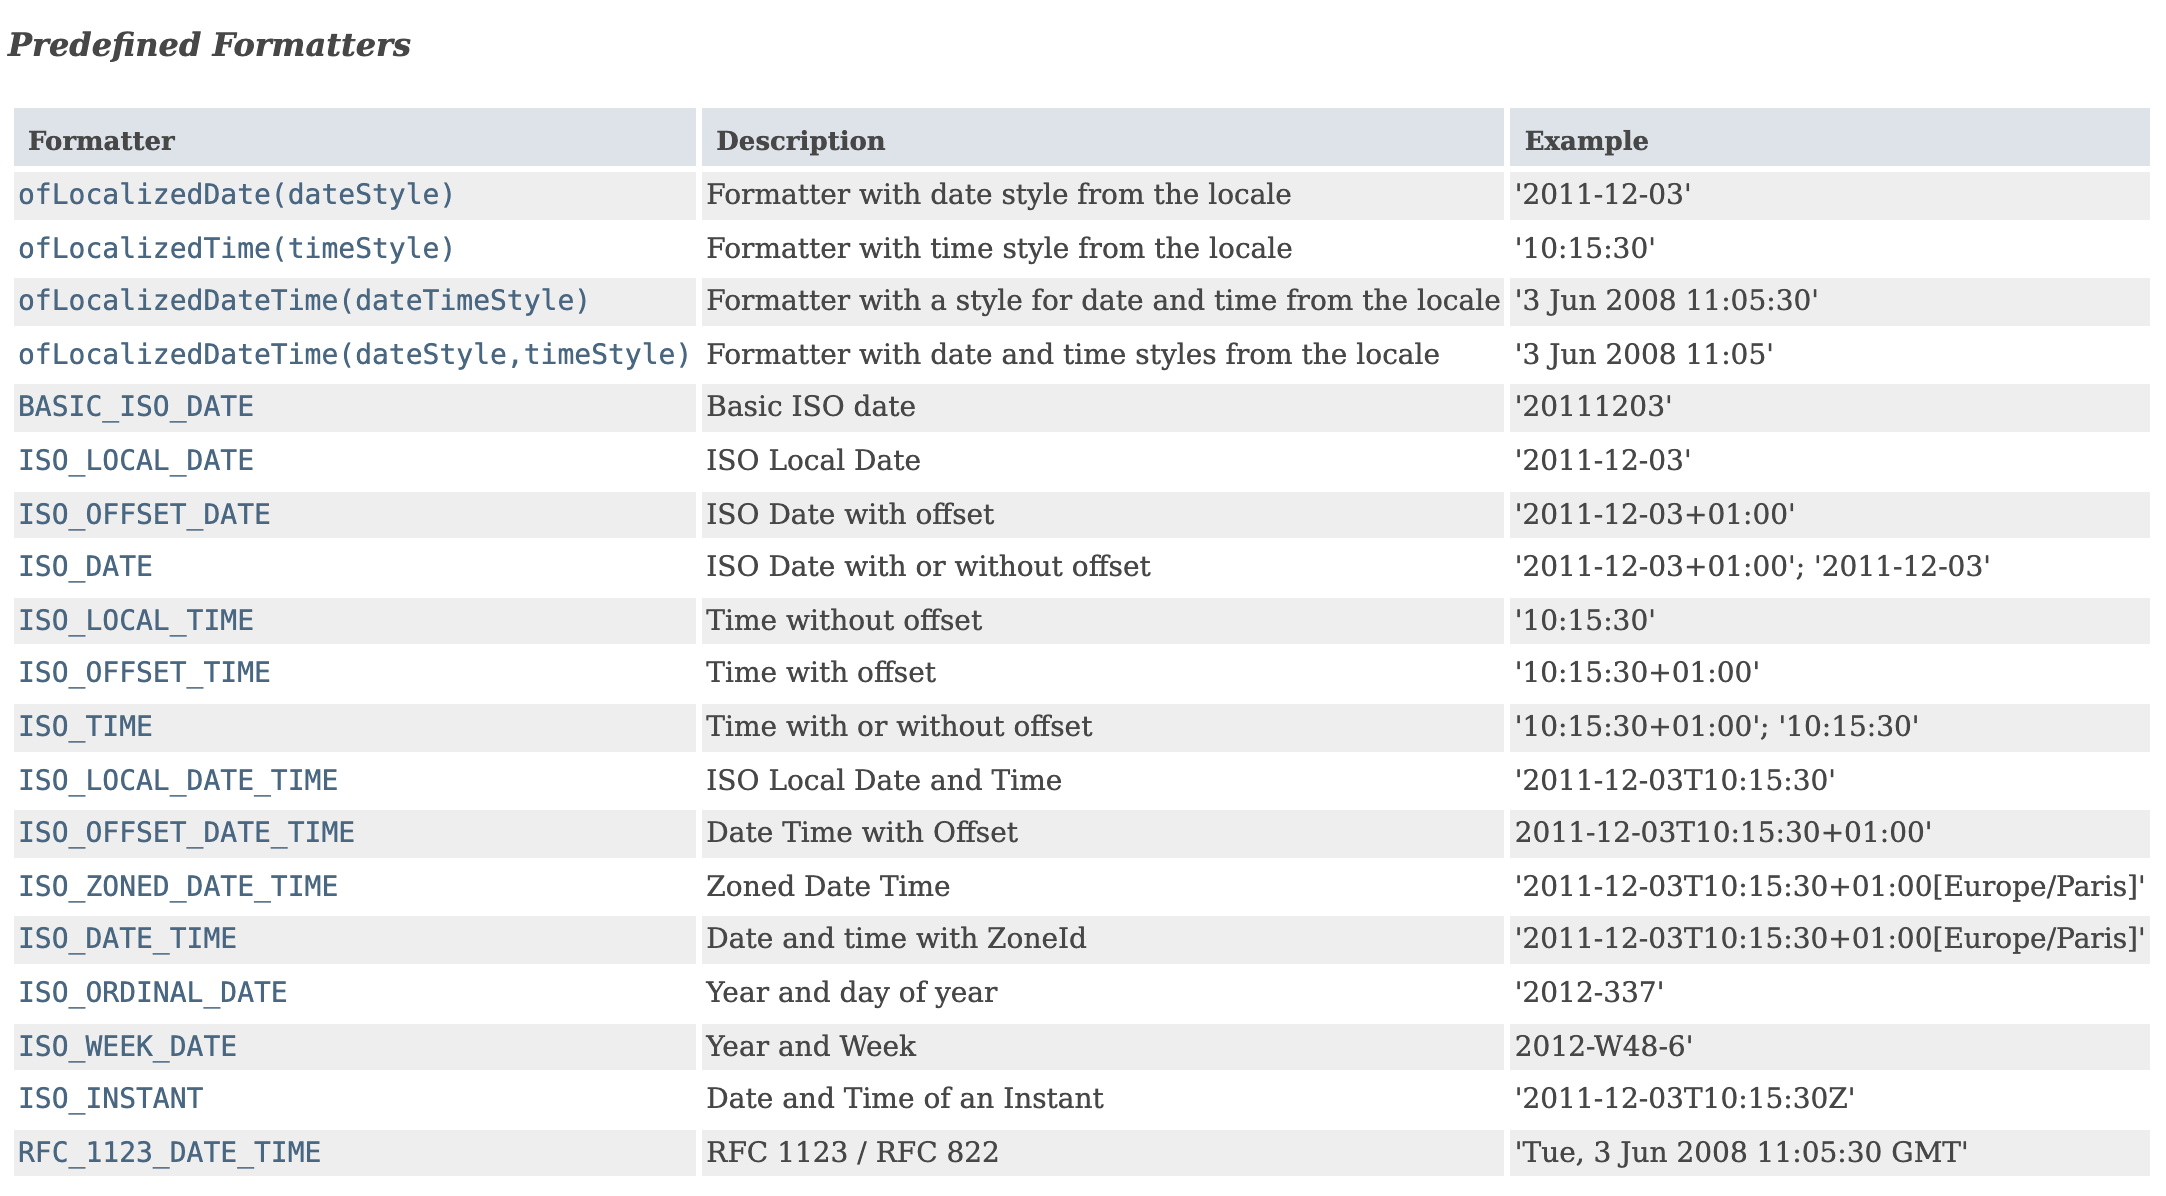 Predefined Formatters
Formatter Description Example
ofLocalizedDate(dateStyle) Formatter with date style from the locale '2011-12-03'
ofLocalizedTime(timeStyle) Formatter with time style from the locale '10:15:30'
ofLocalizedDateTime(dateTimeStyle) Formatter with a style for date and time from the locale '3 Jun 2008 11:05:30'
ofLocalizedDateTime(dateStyle,timeStyle) Formatter with date and time styles from the locale '3 Jun 2008 11:05'
BASIC_ISO_DATE Basic ISO date '20111203'
ISO_LOCAL_DATE ISO Local Date '2011-12-03'
ISO_OFFSET_DATE ISO Date with offset '2011-12-03+01:00'
ISO_DATE ISO Date with or without offset '2011-12-03+01:00'; '2011-12-03'
ISO_LOCAL_TIME Time without offset '10:15:30'
ISO_OFFSET_TIME Time with offset '10:15:30+01:00'
ISO_TIME Time with or without offset '10:15:30+01:00'; '10:15:30'
ISO_LOCAL_DATE_TIME ISO Local Date and Time '2011-12-03T10:15:30'
ISO_OFFSET_DATE_TIME Date Time with Offset 2011-12-03T10:15:30+01:00'
ISO_ZONED_DATE_TIME Zoned Date Time '2011-12-03T10:15:30+01:00[Europe/Paris]'
ISO_DATE_TIME Date and time with ZoneId '2011-12-03T10:15:30+01:00[Europe/Paris]'
ISO_ORDINAL_DATE Year and day of year '2012-337'
ISO_WEEK_DATE Year and Week 2012-W48-6'
ISO_INSTANT Date and Time of an Instant '2011-12-03T10:15:30Z'
RFC_1123_DATE_TIME RFC 1123 / RFC 822 'Tue, 3 Jun 2008 11:05:30 GMT'